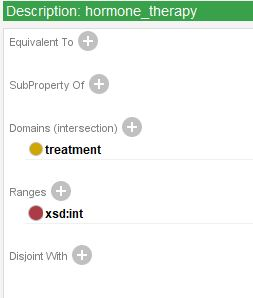 Description: hormone_therapy
Equivalent To
SubProperty Of
Domains (intersection)
treatment
Ranges
xsd:int
Disjoint With